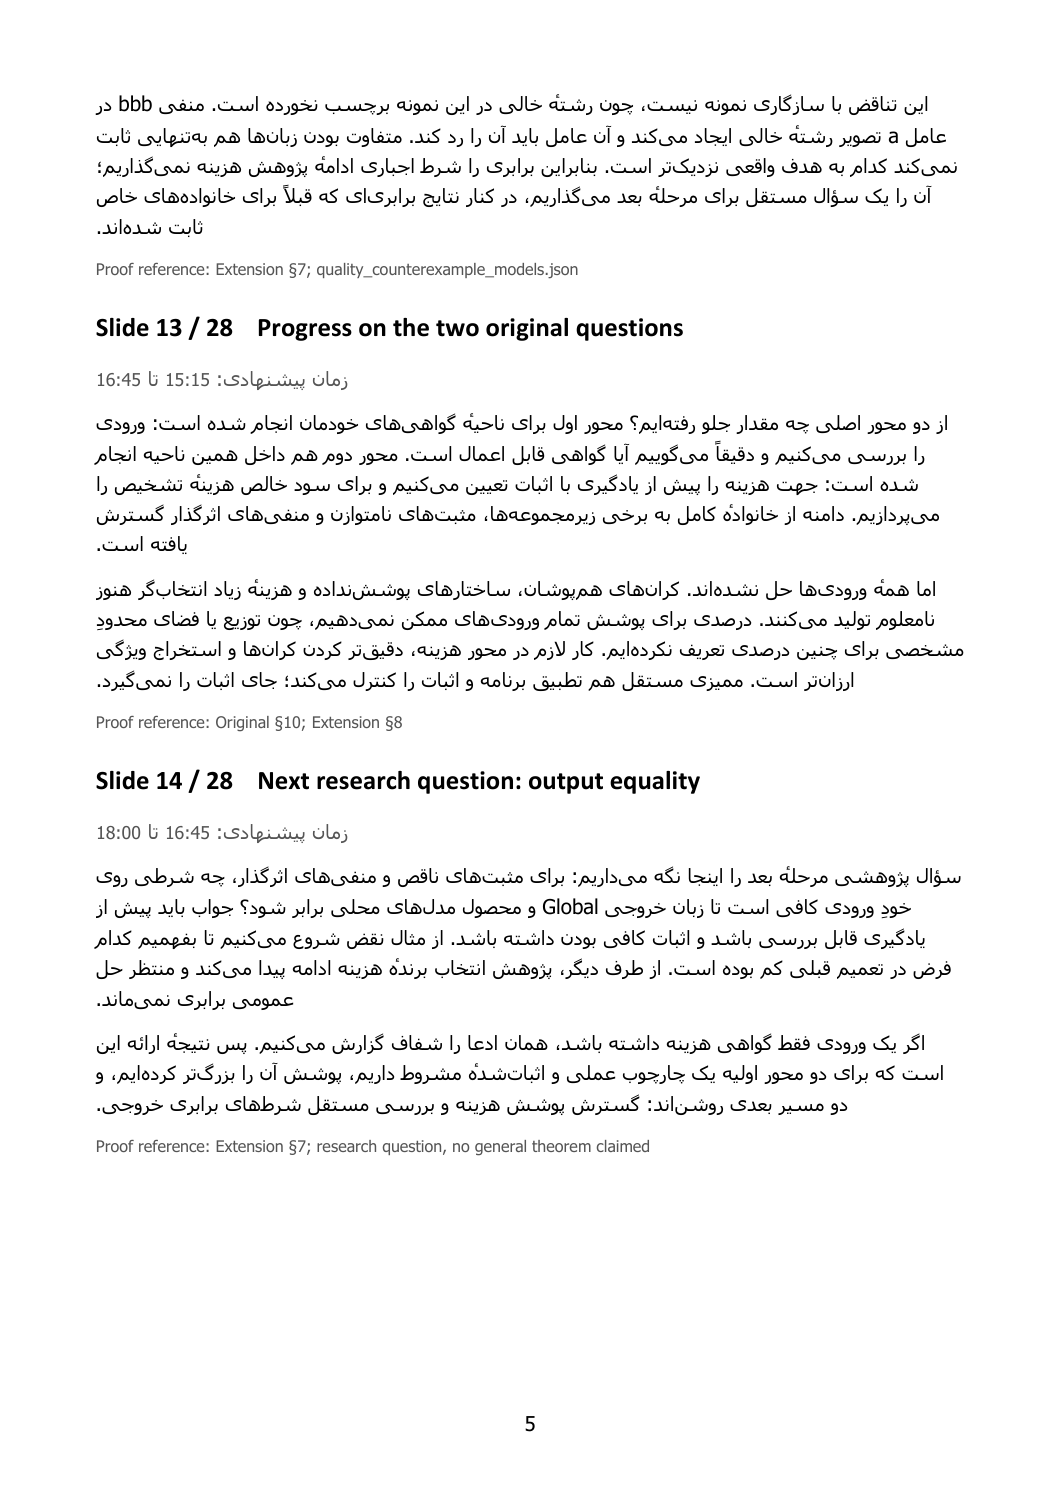 این تناقض با سازگاری نمونه نیست، چون رشتهٔ خالی در این نمونه برچسب نخورده است. منفی bbb در
عامل a تصویر رشتهٔ خالی ایجاد می‌کند و آن عامل باید آن را رد کند. متفاوت بودن زبان‌ها هم به‌تنهایی ثابت
نمی‌کند کدام به هدف واقعی نزدیک‌تر است. بنابراین برابری را شرط اجباری ادامهٔ پژوهش هزینه نمی‌گذاریم؛
آن را یک سؤال مستقل برای مرحلهٔ بعد می‌گذاریم، در کنار نتایج برابری‌ای که قبلاً برای خانواده‌های خاص
ثابت شده‌اند.
Proof reference: Extension §7; quality_counterexample_models.json
Slide 13 / 28 Progress on the two original questions
زمان پیشنهادی: 15:15 تا 16:45
از دو محور اصلی چه مقدار جلو رفته‌ایم؟ محور اول برای ناحیهٔ گواهی‌های خودمان انجام شده است: ورودی
را بررسی می‌کنیم و دقیقاً می‌گوییم آیا گواهی قابل اعمال است. محور دوم هم داخل همین ناحیه انجام
شده است: جهت هزینه را پیش از یادگیری با اثبات تعیین می‌کنیم و برای سود خالص هزینهٔ تشخیص را
می‌پردازیم. دامنه از خانوادهٔ کامل به برخی زیرمجموعه‌ها، مثبت‌های نامتوازن و منفی‌های اثرگذار گسترش
یافته است.
اما همهٔ ورودی‌ها حل نشده‌اند. کران‌های هم‌پوشان، ساختارهای پوشش‌نداده و هزینهٔ زیاد انتخاب‌گر هنوز
نامعلوم تولید می‌کنند. درصدی برای پوشش تمام ورودی‌های ممکن نمی‌دهیم، چون توزیع یا فضای محدودِ
مشخصی برای چنین درصدی تعریف نکرده‌ایم. کار لازم در محور هزینه، دقیق‌تر کردن کران‌ها و استخراج ویژگی
ارزان‌تر است. ممیزی مستقل هم تطبیق برنامه و اثبات را کنترل می‌کند؛ جای اثبات را نمی‌گیرد.
Proof reference: Original §10; Extension §8
Slide 14 / 28 Next research question: output equality
زمان پیشنهادی: 16:45 تا 18:00
سؤال پژوهشی مرحلهٔ بعد را اینجا نگه می‌داریم: برای مثبت‌های ناقص و منفی‌های اثرگذار، چه شرطی روی
خودِ ورودی کافی است تا زبان خروجی Global و محصول مدل‌های محلی برابر شود؟ جواب باید پیش از
یادگیری قابل بررسی باشد و اثبات کافی بودن داشته باشد. از مثال نقض شروع می‌کنیم تا بفهمیم کدام
فرض در تعمیم قبلی کم بوده است. از طرف دیگر، پژوهش انتخاب برندهٔ هزینه ادامه پیدا می‌کند و منتظر حل
عمومی برابری نمی‌ماند.
اگر یک ورودی فقط گواهی هزینه داشته باشد، همان ادعا را شفاف گزارش می‌کنیم. پس نتیجهٔ ارائه این
است که برای دو محور اولیه یک چارچوب عملی و اثبات‌شدهٔ مشروط داریم، پوشش آن را بزرگ‌تر کرده‌ایم، و
دو مسیر بعدی روشن‌اند: گسترش پوشش هزینه و بررسی مستقل شرط‌های برابری خروجی.
Proof reference: Extension §7; research question, no general theorem claimed
5